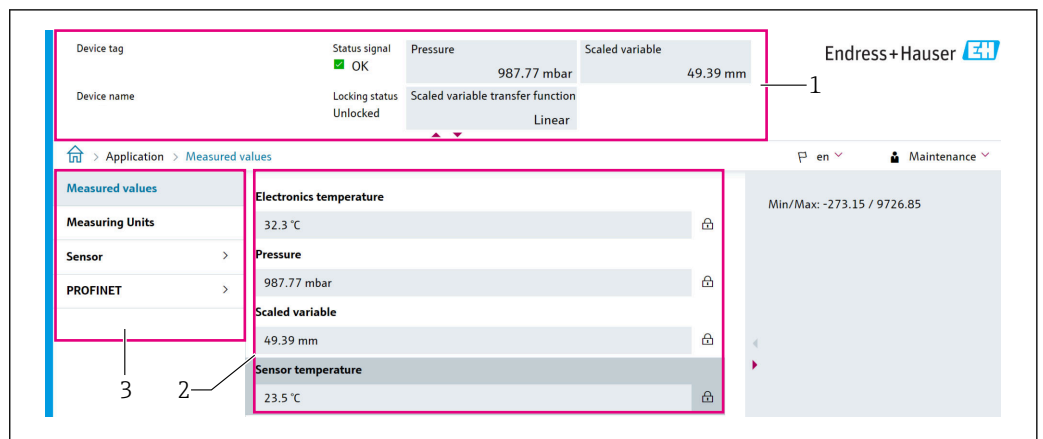 Device tag
Status signal
OK
Pressure
987.77 mbar
Scaled variable
49.39 mm
Endress+Hauser EH
1
Device name
Locking status
Unlocked
Scaled variable transfer function
Linear
> Application > Measured values
en
Maintenance
Measured values
Measuring Units
Sensor >
PROFINET >
3
2
Electronics temperature
32.3 °C
Pressure
987.77 mbar
Scaled variable
49.39 mm
Sensor temperature
23.5 °C
Min/Max: -273.15 / 9726.85